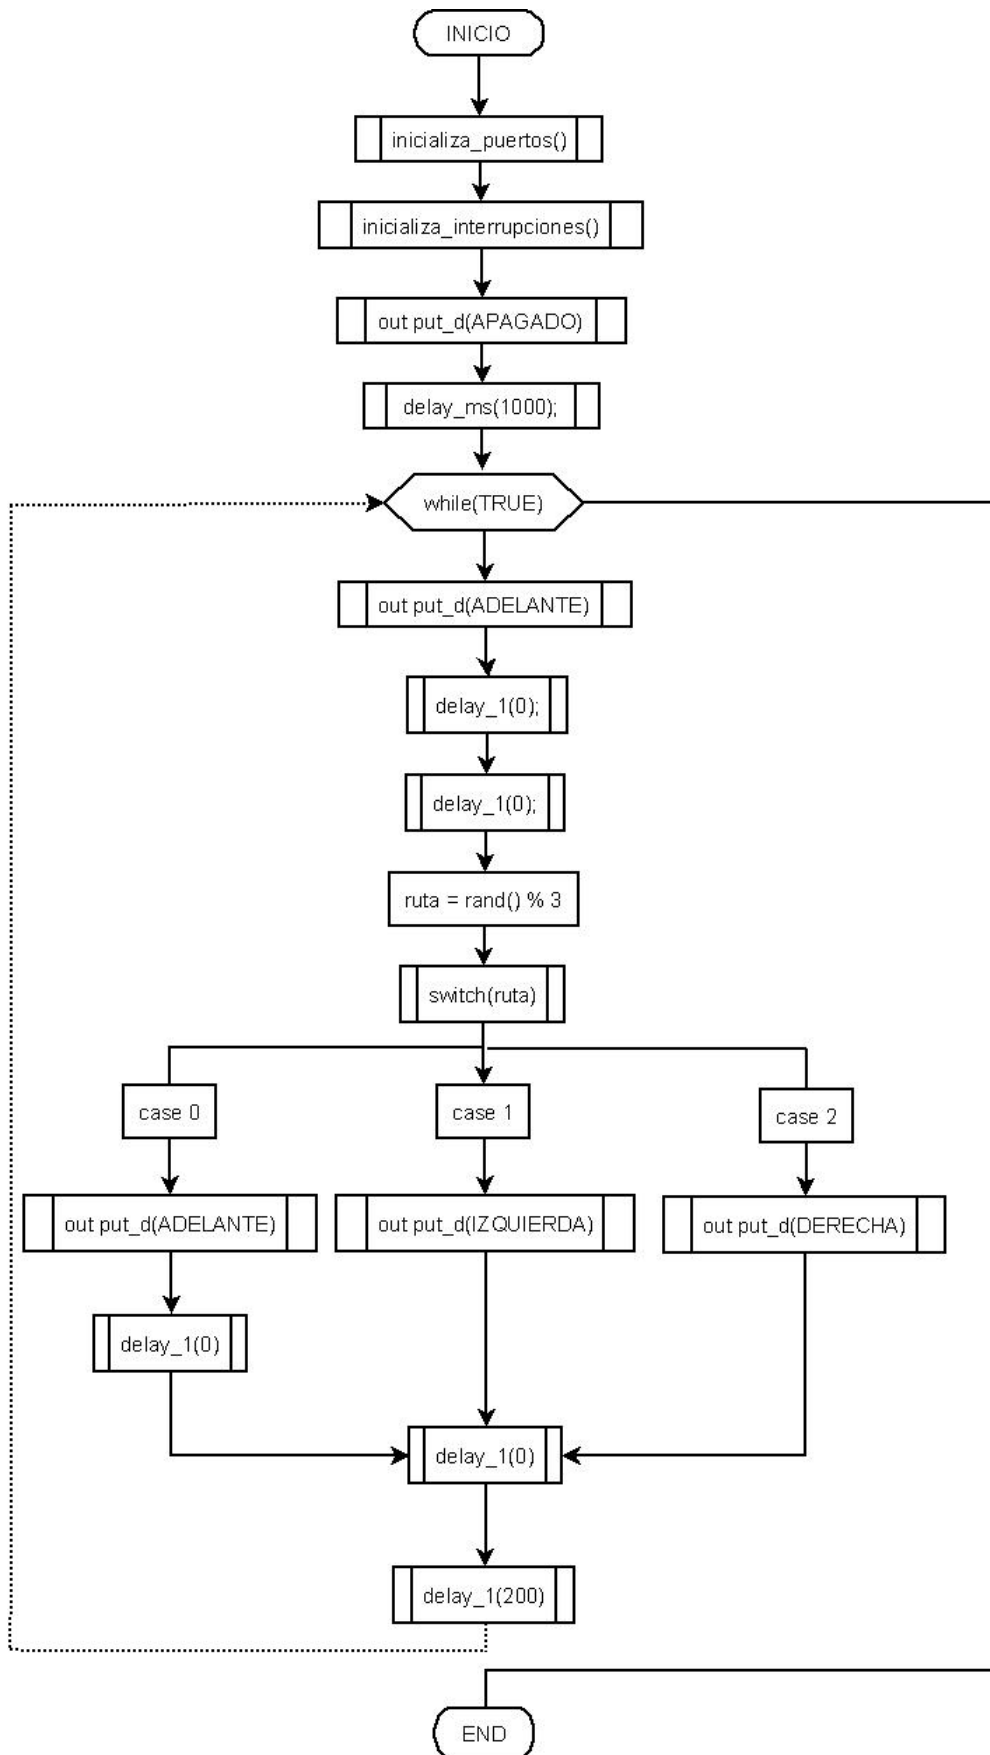 INICIO
inicializa_puertos()
inicializa_interrupciones()
out put_d(APAGADO)
delay_ms(1000);
while(TRUE)
out put_d(ADELANTE)
delay_1(0);
delay_1(0);
ruta = rand() % 3
switch(ruta)
case 0
case 1
case 2
out put_d(ADELANTE)
out put_d(IZQUIERDA)
out put_d(DERECHA)
delay_1(0)
delay_1(0)
delay_1(200)
END